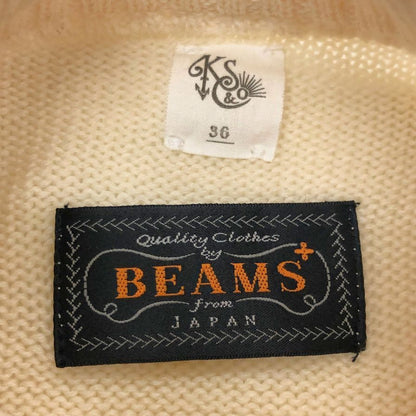 KS&Co
36
Quality Clothes
by
BEAMS+
from
JAPAN